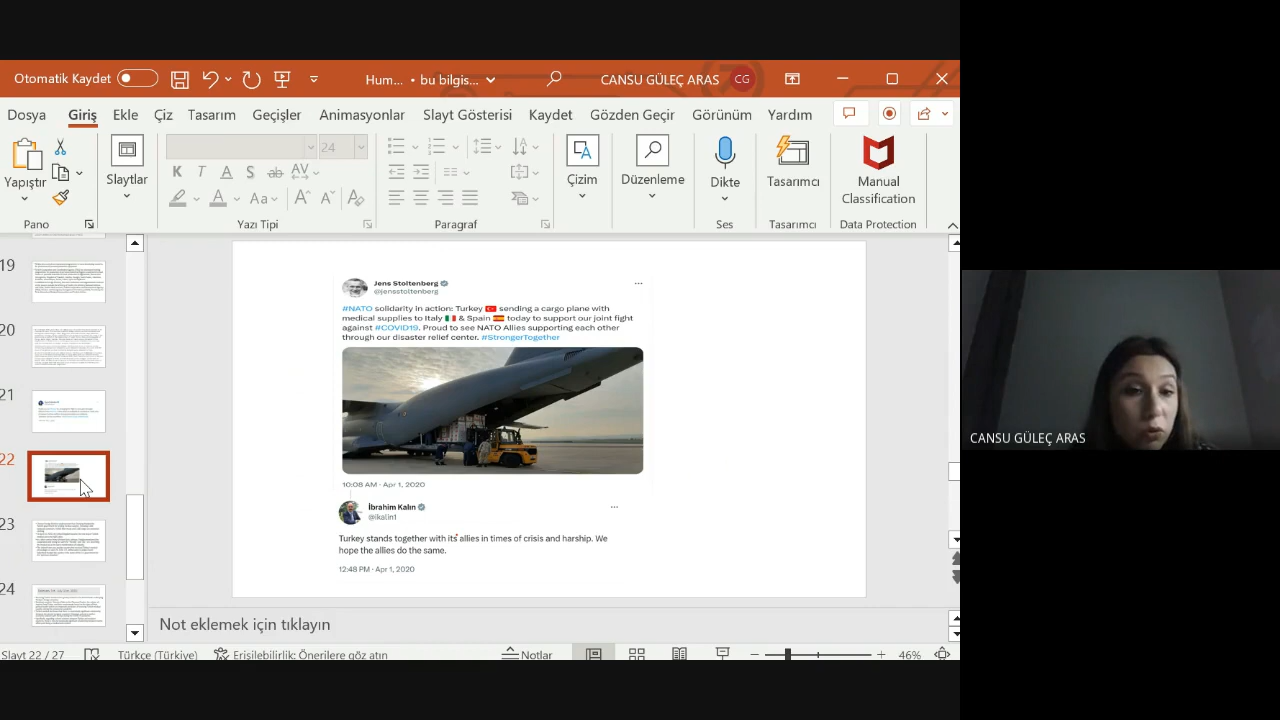 Otomatik Kaydet
Hum... • bu bilgis...
CANSU GÜLEÇ ARAS
CG
Dosya Giriş Ekle Çiz Tasarım Geçişler Animasyonlar Slayt Gösterisi Kaydet Gözden Geçir Görünüm Yardım
24
K T A S ab AV
Aa A A
Yapıştır
Slaytlar
Çizim
Düzenleme
Dikte
Tasarımcı
Manual
Classification
Pano
Yazı Tipi
Paragraf
Ses
Tasarımcı
Data Protection
19
20
21
22
23
24
Jens Stoltenberg
@jensstoltenberg
#NATO solidarity in action: Turkey sending a cargo plane with
medical supplies to Italy & Spain today to support our joint fight
against #COVID19. Proud to see NATO Allies supporting each other
through our disaster relief center. #StrongerTogether
10:08 AM · Apr 1, 2020
İbrahim Kalın
@ikalin1
Turkey stands together with its allies in times of crisis and harship. We
hope the allies do the same.
12:48 PM · Apr 1, 2020
Not eklemek için tıklayın
Slayt 22 / 27
Türkçe (Türkiye)
Erişilebilirlik: Önerilere göz atın
Notlar
46%
CANSU GÜLEÇ ARAS